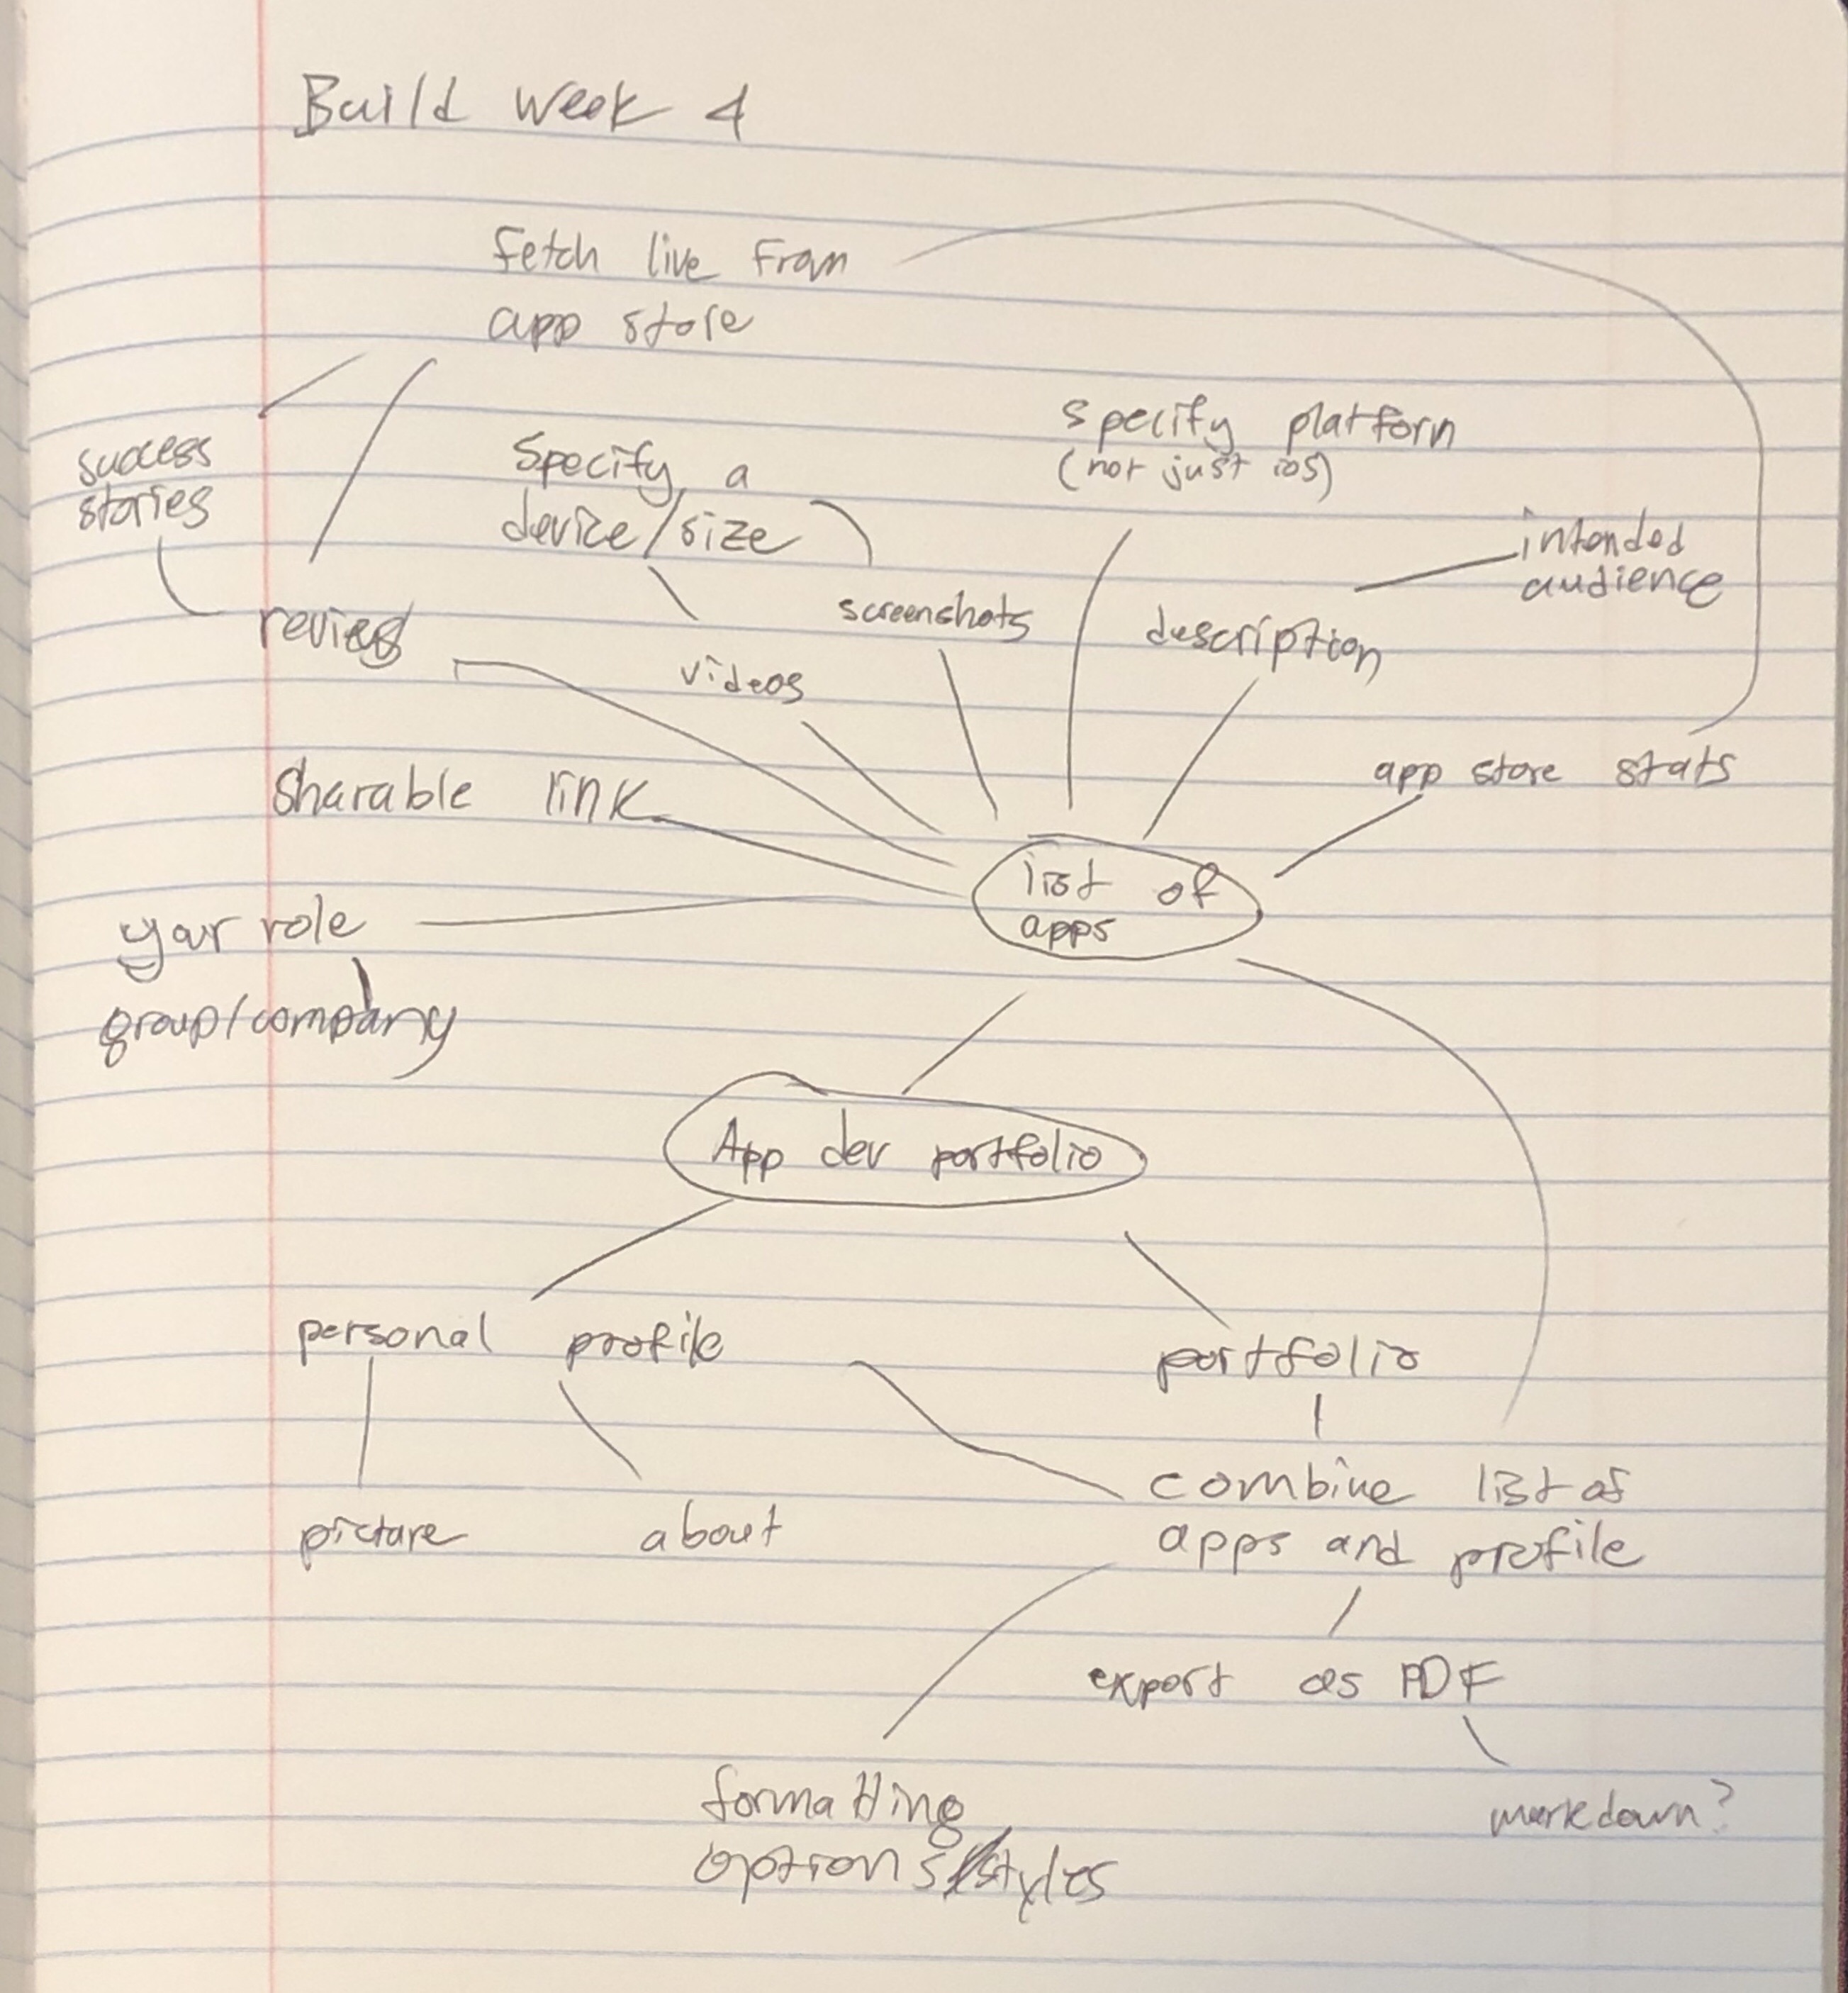 Build week 4
Fetch live from
app store
specify platform
(not just ios)
success
stories
Specify a
device/size
intended
audience
reviews
screenshots
description
videos
sharable link
app store stats
list of
apps
your role
group/company
App dev portfolio
personal profile
portfolio
picture
about
combine list of
apps and profile
export as PDF
formatting
options/styles
markdown?